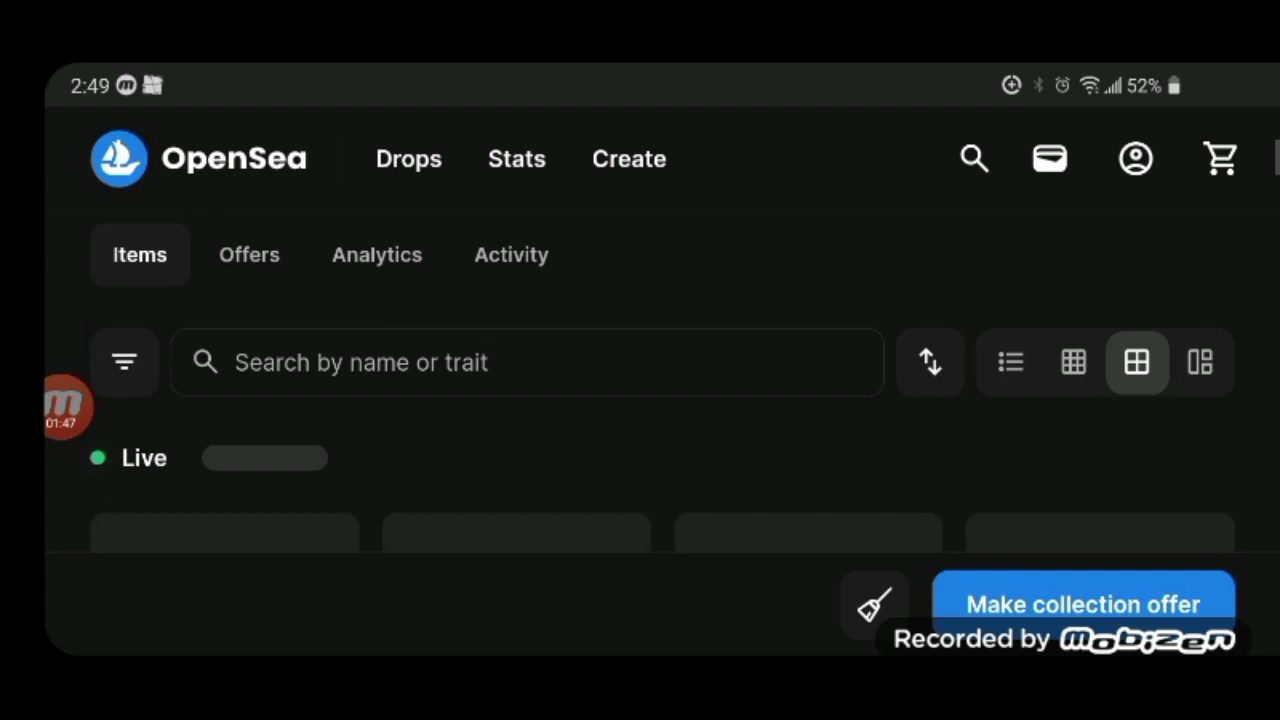 2:49
52%
OpenSea Drops Stats Create
Items Offers Analytics Activity
Search by name or trait
01:47
Live
Make collection offer
Recorded by mobizen